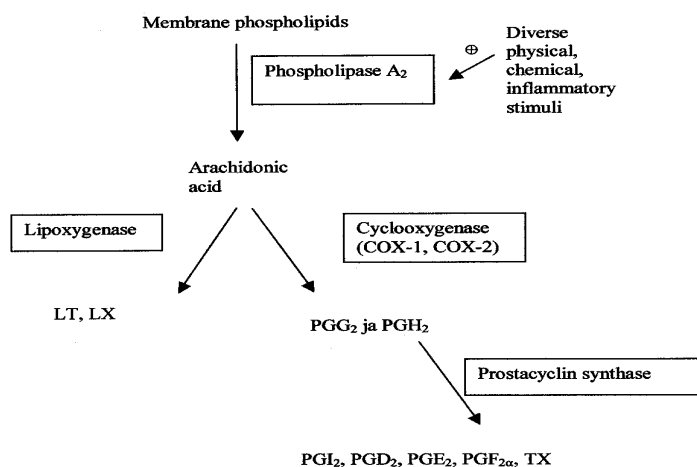 Membrane phospholipids
⊕
Diverse
physical,
chemical,
inflammatory
stimuli
Phospholipase A₂
Arachidonic
acid
Lipoxygenase
Cyclooxygenase
(COX-1, COX-2)
LT, LX
PGG₂ ja PGH₂
Prostacyclin synthase
PGI₂, PGD₂, PGE₂, PGF₂α, TX